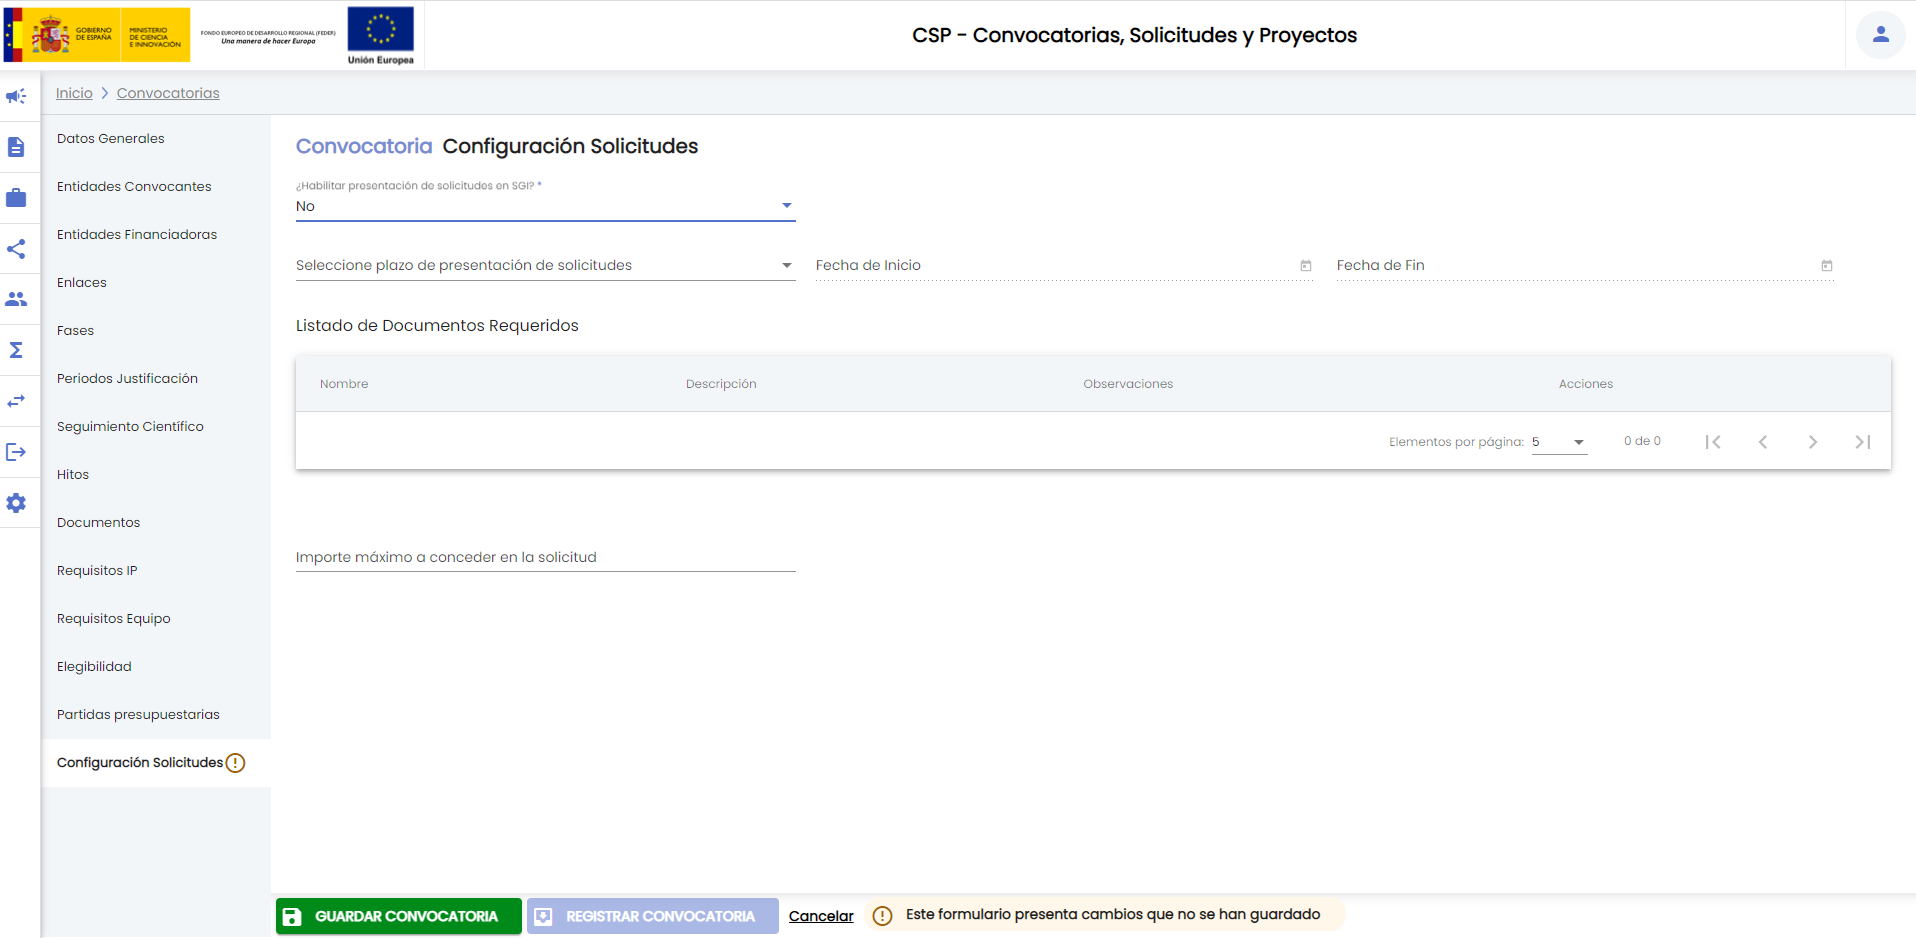 GOBIERNO
DE ESPAÑA
MINISTERIO
DE CIENCIA
E INNOVACIÓN
FONDO EUROPEO DE DESARROLLO REGIONAL (FEDER)
Una manera de hacer Europa
Unión Europea
CSP - Convocatorias, Solicitudes y Proyectos
Inicio > Convocatorias
Datos Generales
Entidades Convocantes
Entidades Financiadoras
Enlaces
Fases
Periodos Justificación
Seguimiento Científico
Hitos
Documentos
Requisitos IP
Requisitos Equipo
Elegibilidad
Partidas presupuestarias
Configuración Solicitudes
Convocatoria Configuración Solicitudes
¿Habilitar presentación de solicitudes en SGI? *
No
Seleccione plazo de presentación de solicitudes Fecha de Inicio Fecha de Fin
Listado de Documentos Requeridos
Nombre Descripción Observaciones Acciones
Elementos por página: 5 0 de 0
Importe máximo a conceder en la solicitud
GUARDAR CONVOCATORIA REGISTRAR CONVOCATORIA Cancelar Este formulario presenta cambios que no se han guardado